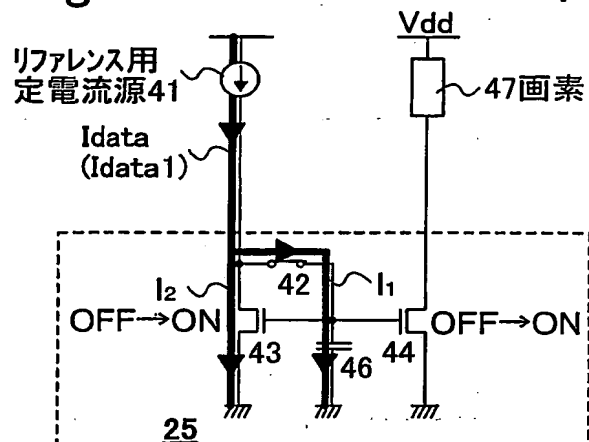 Vdd
リファレンス用
定電流源41
47画素
Idata
(Idata1)
I2
42
I1
OFF→ON
43
46
44
OFF→ON
25